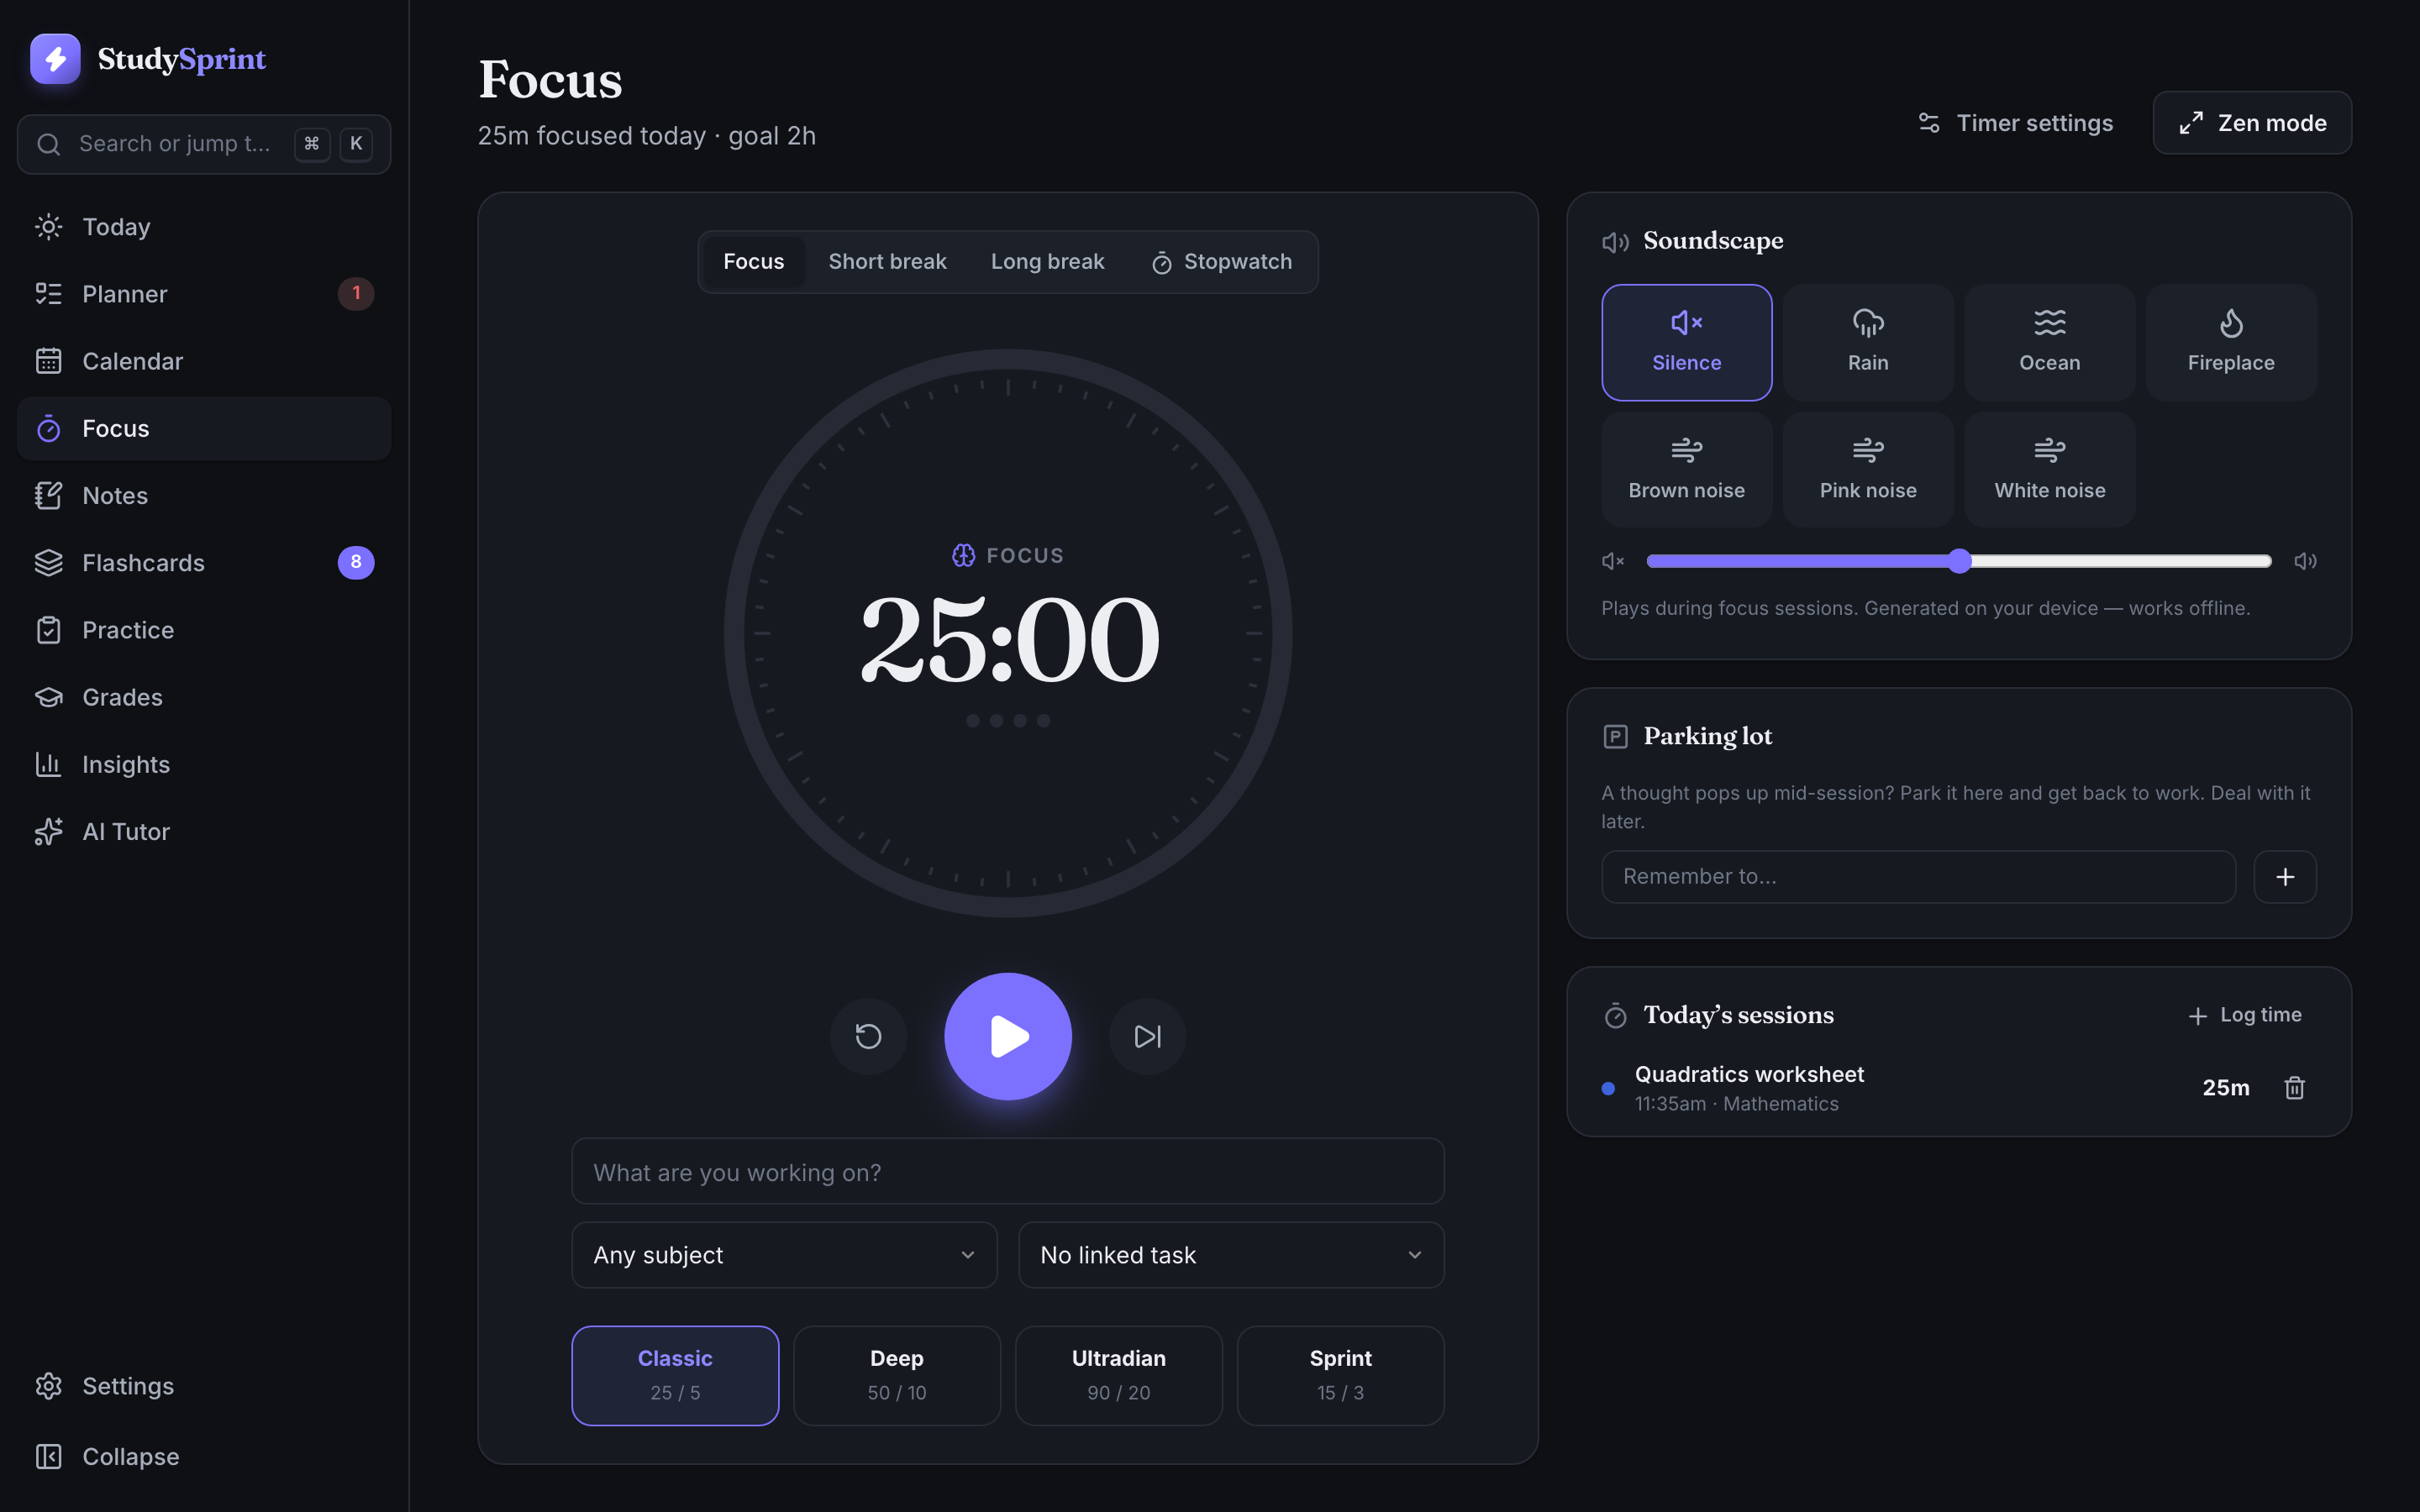 StudySprint
Search or jump t...
⌘ K
Today
Planner 1
Calendar
Focus
Notes
Flashcards 8
Practice
Grades
Insights
AI Tutor
Settings
Collapse
Focus
25m focused today · goal 2h
Timer settings
Zen mode
Focus Short break Long break Stopwatch
FOCUS
25:00
What are you working on?
Any subject
No linked task
Classic
25 / 5
Deep
50 / 10
Ultradian
90 / 20
Sprint
15 / 3
Soundscape
Silence
Rain
Ocean
Fireplace
Brown noise
Pink noise
White noise
Plays during focus sessions. Generated on your device — works offline.
P
Parking lot
A thought pops up mid-session? Park it here and get back to work. Deal with it
later.
Remember to...
Today’s sessions
Log time
Quadratics worksheet
11:35am · Mathematics
25m